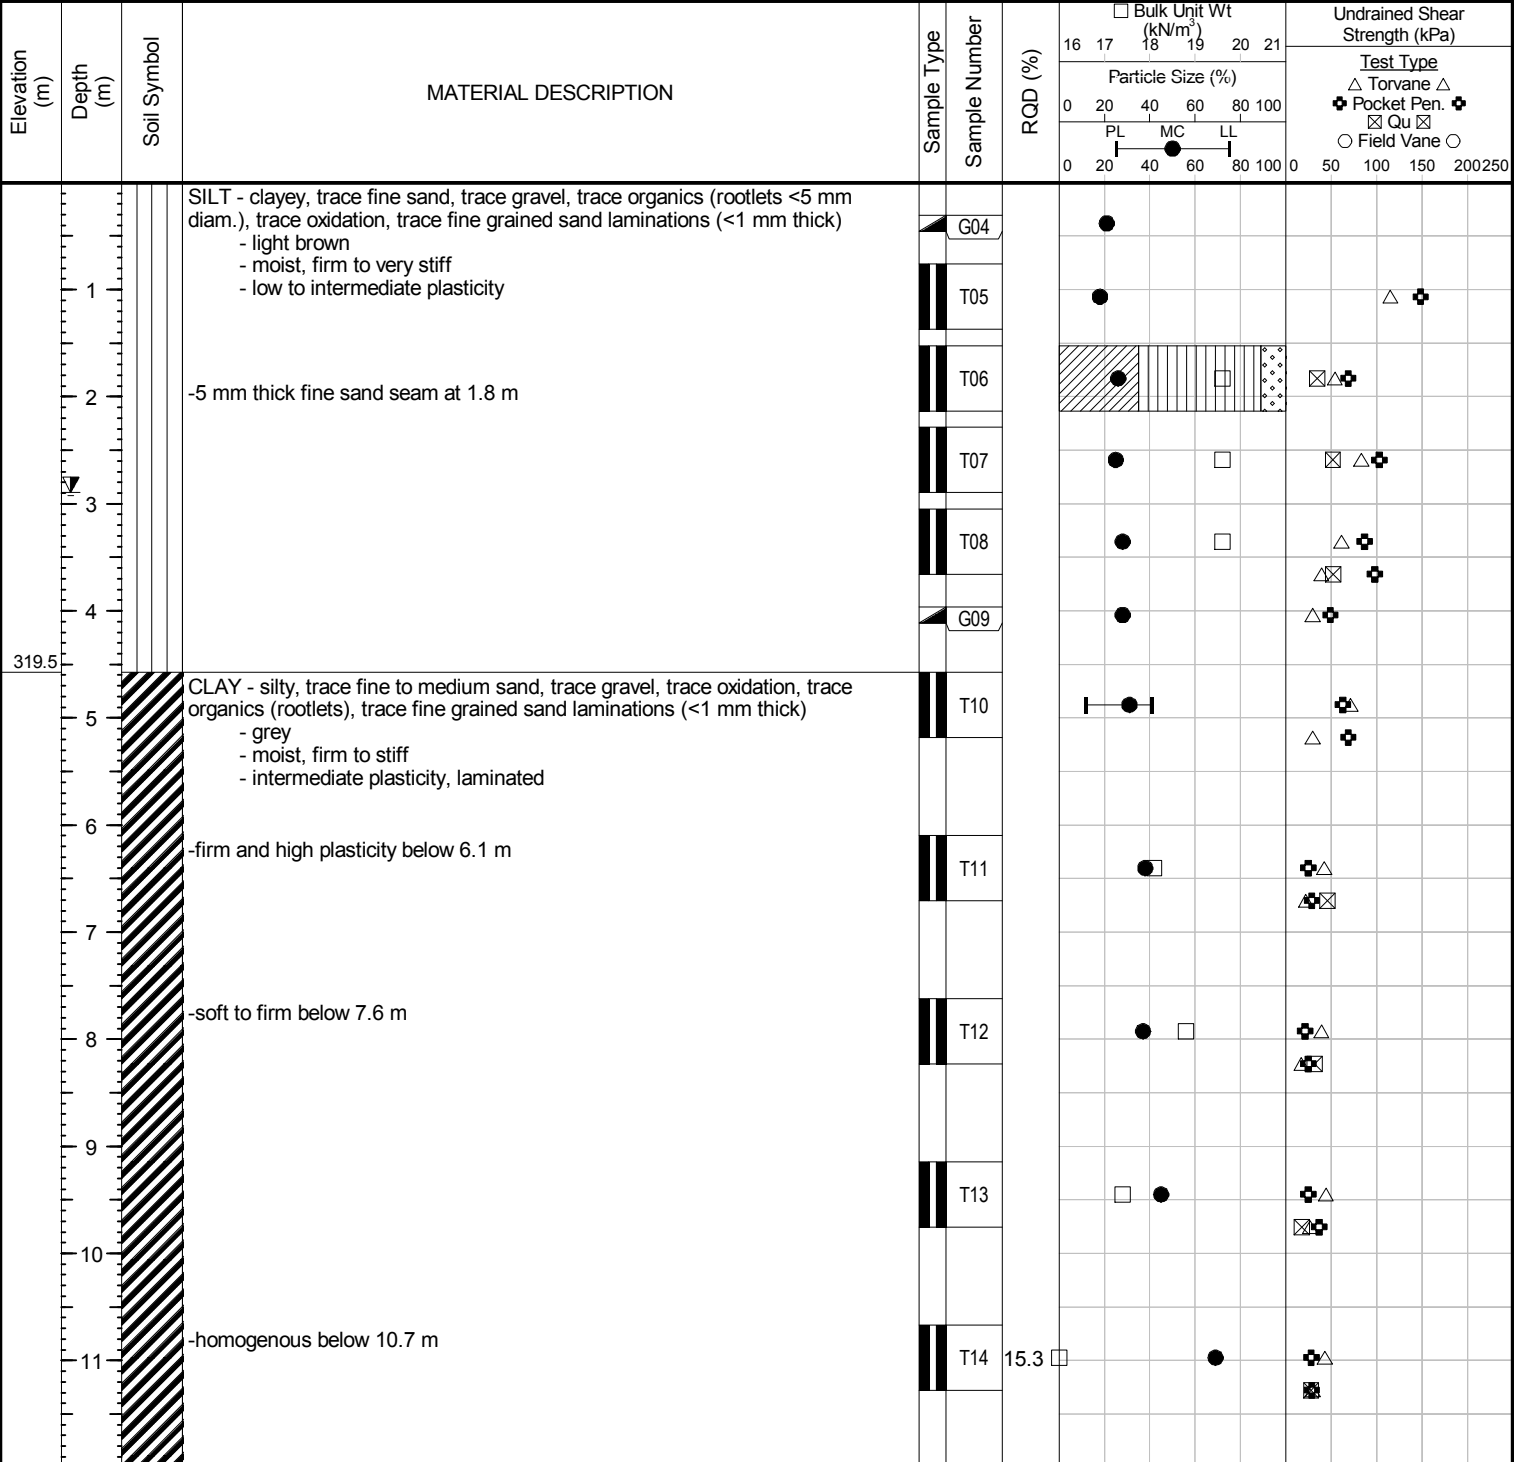 Elevation
(m)
Depth
(m)
Soil Symbol
MATERIAL DESCRIPTION
Sample Type
Sample Number
RQD (%)
Bulk Unit Wt
(kN/m³)
16 17 18 19 20 21
Particle Size (%)
0 20 40 60 80 100
PL MC LL
0 20 40 60 80 100
Undrained Shear
Strength (kPa)
Test Type
△ Torvane △
Pocket Pen.
☒ Qu ☒
○ Field Vane ○
0 50 100 150 200 250
SILT - clayey, trace fine sand, trace gravel, trace organics (rootlets <5 mm
diam.), trace oxidation, trace fine grained sand laminations (<1 mm thick)
- light brown
- moist, firm to very stiff
- low to intermediate plasticity
G04
1
T05
-5 mm thick fine sand seam at 1.8 m
T06
2
T07
3
T08
4
G09
319.5
CLAY - silty, trace fine to medium sand, trace gravel, trace oxidation, trace
organics (rootlets), trace fine grained sand laminations (<1 mm thick)
- grey
- moist, firm to stiff
- intermediate plasticity, laminated
T10
5
6
-firm and high plasticity below 6.1 m
T11
7
-soft to firm below 7.6 m
T12
8
9
T13
10
-homogenous below 10.7 m
T14
15.3
11